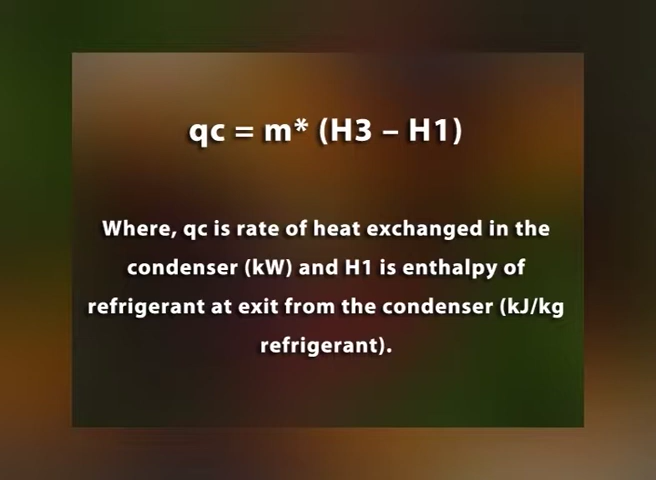 qc = m* (H3 – H1)
Where, qc is rate of heat exchanged in the
condenser (kW) and H1 is enthalpy of
refrigerant at exit from the condenser (kJ/kg
refrigerant).